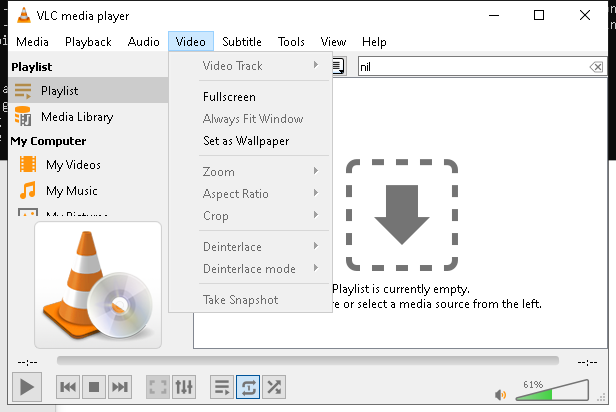 VLC media player
Media Playback Audio Video Subtitle Tools View Help
Playlist
Playlist
Media Library
My Computer
My Videos
My Music
My Pictures
Video Track
Fullscreen
Always Fit Window
Set as Wallpaper
Zoom
Aspect Ratio
Crop
Deinterlace
Deinterlace mode
Take Snapshot
nil
Playlist is currently empty.
re or select a media source from the left.
--:-- --:--
61%